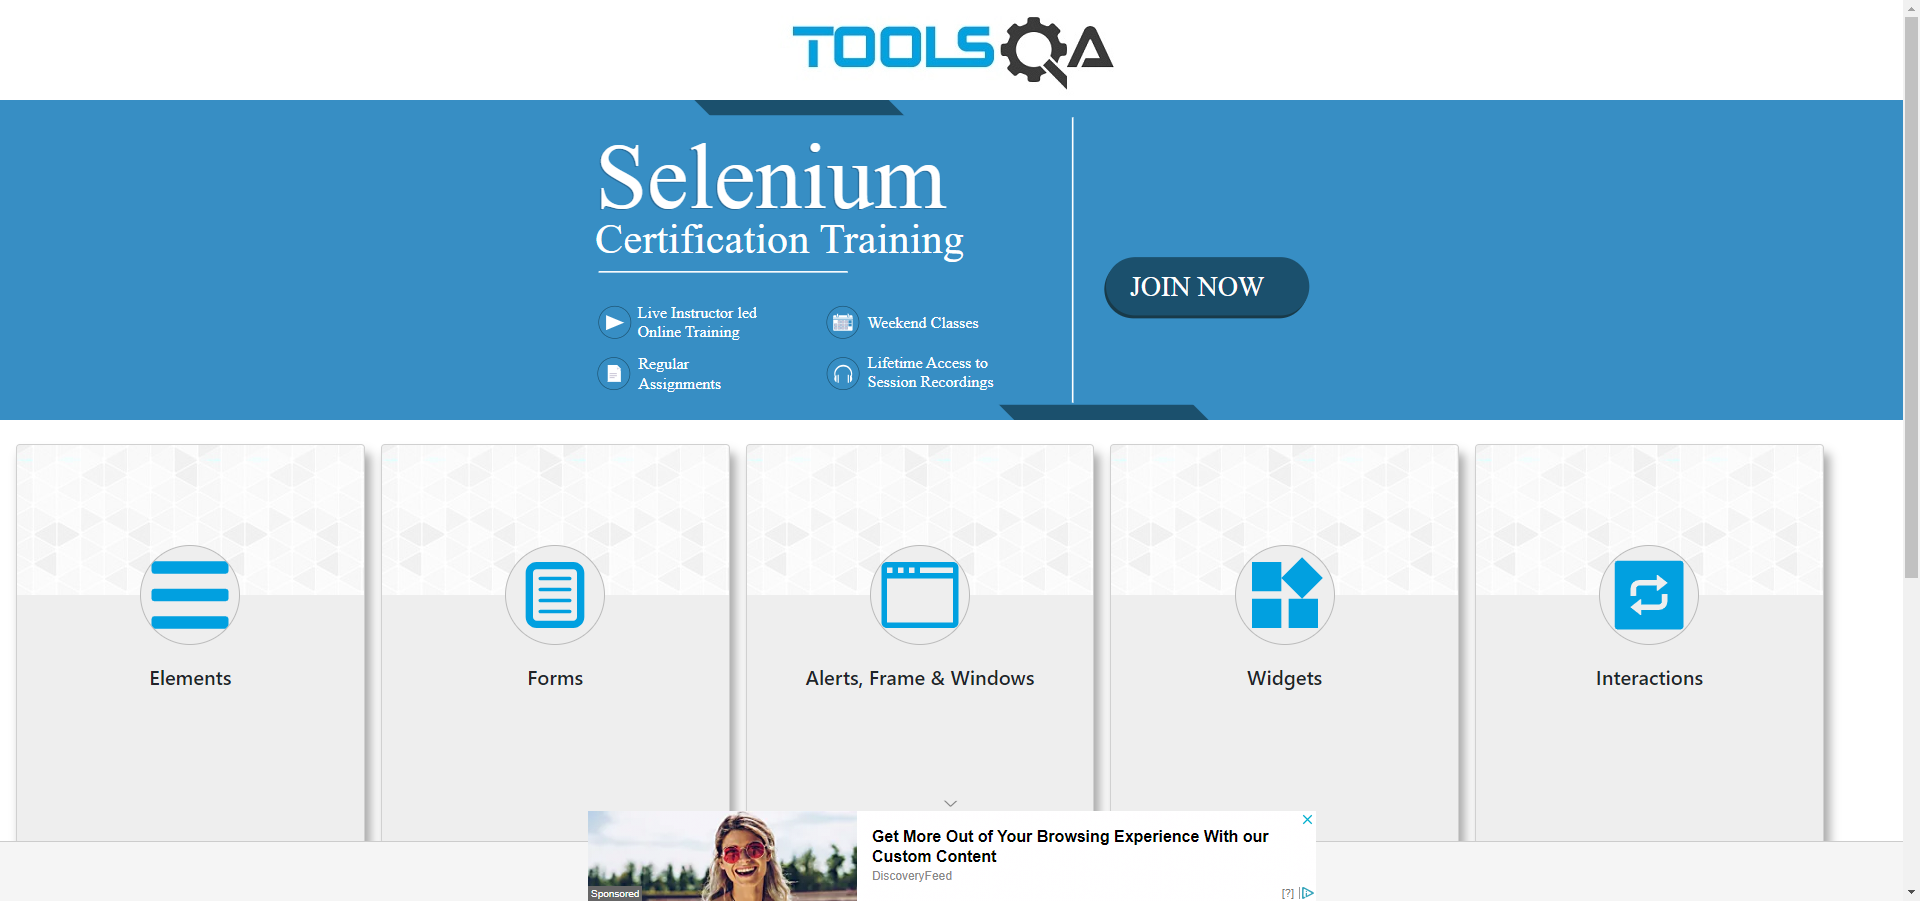 TOOLSQA
Selenium
Certification Training
Live Instructor led
Online Training
Weekend Classes
Regular
Assignments
Lifetime Access to
Session Recordings
JOIN NOW
Elements
Forms
Alerts, Frame & Windows
Widgets
Interactions
Get More Out of Your Browsing Experience With our
Custom Content
DiscoveryFeed
Sponsored
[?]